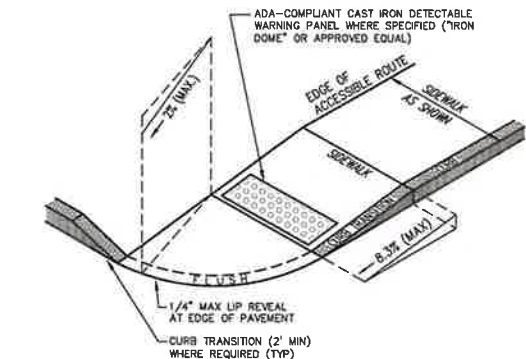 ADA-COMPLIANT CAST IRON DETECTABLE
WARNING PANEL WHERE SPECIFIED ("IRON
DOME" OR APPROVED EQUAL)
2% (MAX.)
EDGE OF
ACCESSIBLE ROUTE
SIDEWALK
AS SHOWN
SIDEWALK
CURB
CURB TRANSITION
8.3% (MAX)
FLUSH
1/4" MAX LIP REVEAL
AT EDGE OF PAVEMENT
CURB TRANSITION (2' MIN)
WHERE REQUIRED (TYP)